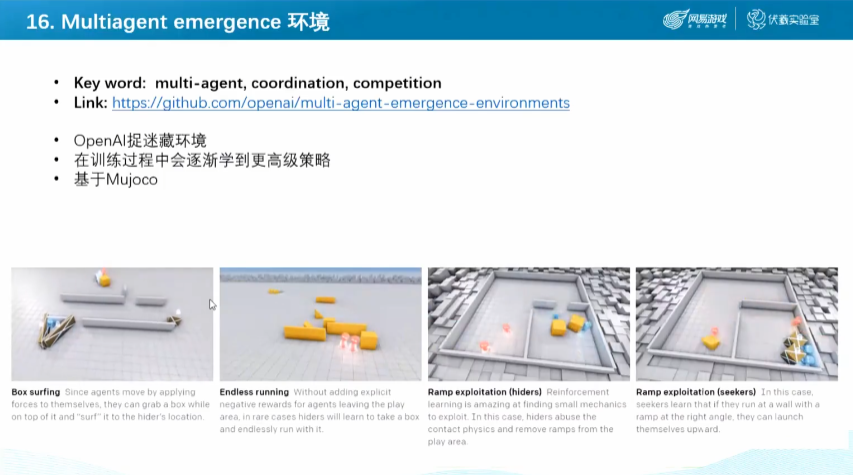 16. Multiagent emergence 环境
网易游戏
伏羲实验室
• Key word: multi-agent, coordination, competition
• Link: https://github.com/openai/multi-agent-emergence-environments
• OpenAI捉迷藏环境
• 在训练过程中会逐渐学到更高级策略
• 基于Mujoco
Box surfing Since agents move by applying
forces to themselves, they can grab a box while
on top of it and "surf" it to the hider's location.
Endless running Without adding explicit
negative rewards for agents leaving the play
area, in rare cases hiders will learn to take a box
and endlessly run with it.
Ramp exploitation (hiders) Reinforcement
learning is amazing at finding small mechanics
to exploit. In this case, hiders abuse the
contact physics and remove ramps from the
play area.
Ramp exploitation (seekers) In this case,
seekers learn that if they run at a wall with a
ramp at the right angle, they can launch
themselves upward.